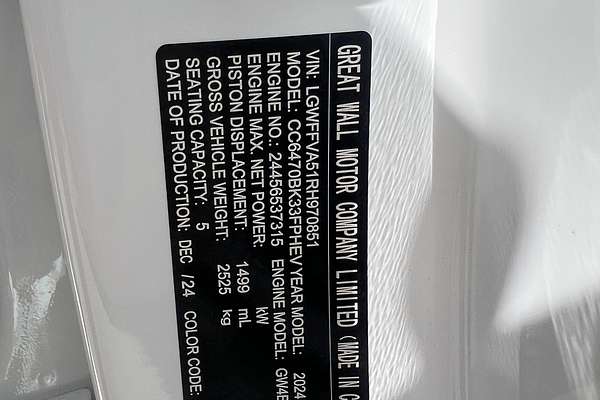 GREAT WALL MOTOR COMPANY LIMITED (MADE IN C
VIN: LGWFFVA51RH970851
MODEL: CC6470BK33FPHEV YEAR MODEL: 2024
ENGINE NO.: 24456537315 ENGINE MODEL: GW4B
ENGINE MAX. NET POWER: kW
PISTON DISPLACEMENT: 1499 mL
GROSS VEHICLE WEIGHT: 2525 kg
SEATING CAPACITY: 5
DATE OF PRODUCTION: DEC /24 COLOR CODE: